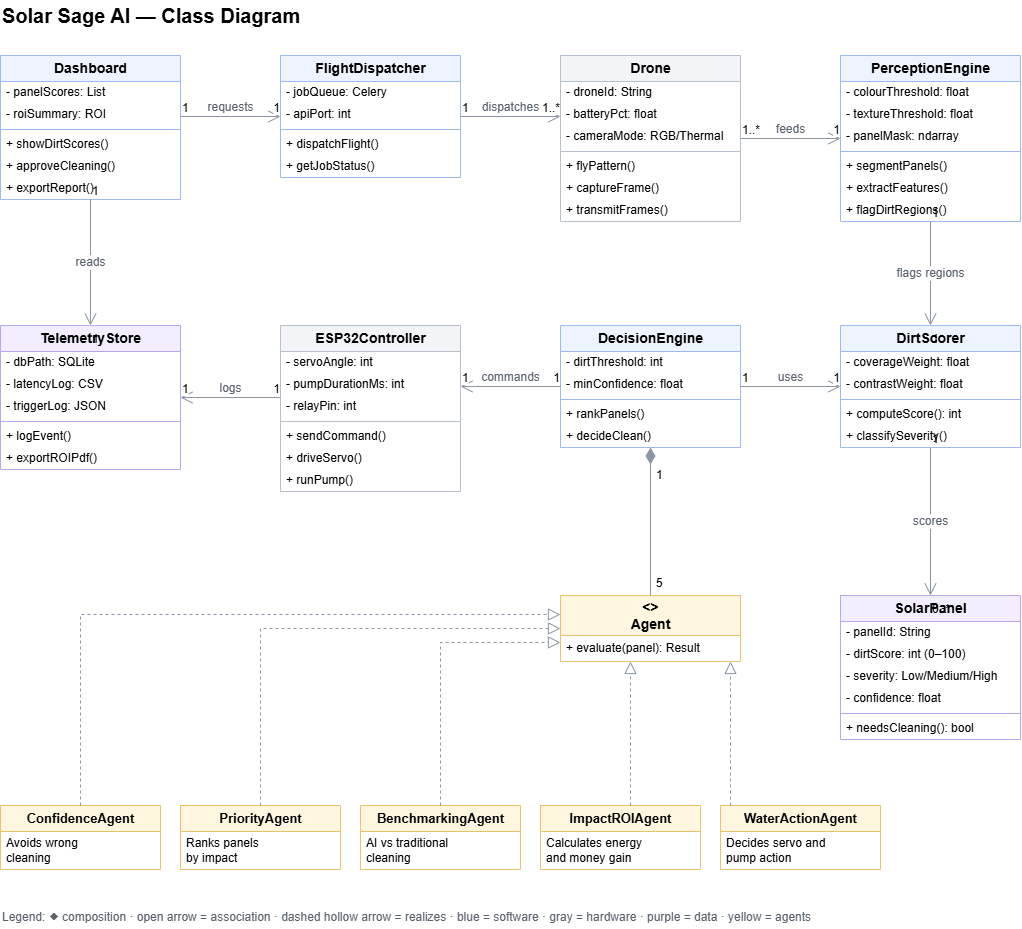 Solar Sage AI — Class Diagram
Dashboard
- panelScores: List
- roiSummary: ROI
+ showDirtScores()
+ approveCleaning()
+ exportReport()
1
1 requests 1
FlightDispatcher
- jobQueue: Celery
- apiPort: int
+ dispatchFlight()
+ getJobStatus()
1 dispatches 1..*
Drone
- droneId: String
- batteryPct: float
- cameraMode: RGB/Thermal
+ flyPattern()
+ captureFrame()
+ transmitFrames()
1..* feeds 1
PerceptionEngine
- colourThreshold: float
- textureThreshold: float
- panelMask: ndarray
+ segmentPanels()
+ extractFeatures()
+ flagDirtRegions()
1
reads
flags regions
TelemetryStore
1
- dbPath: SQLite
- latencyLog: CSV
- triggerLog: JSON
+ logEvent()
+ exportROIPdf()
1 logs 1
ESP32Controller
- servoAngle: int
- pumpDurationMs: int
- relayPin: int
+ sendCommand()
+ driveServo()
+ runPump()
1 commands 1
DecisionEngine
- dirtThreshold: int
- minConfidence: float
+ rankPanels()
+ decideClean()
1 uses 1
DirtScorer
1
- coverageWeight: float
- contrastWeight: float
+ computeScore(): int
+ classifySeverity()
1
1
5
scores
<>
Agent
+ evaluate(panel): Result
SolarPanel
- panelId: String
- dirtScore: int (0–100)
- severity: Low/Medium/High
- confidence: float
+ needsCleaning(): bool
ConfidenceAgent
Avoids wrong
cleaning
PriorityAgent
Ranks panels
by impact
BenchmarkingAgent
AI vs traditional
cleaning
ImpactROIAgent
Calculates energy
and money gain
WaterActionAgent
Decides servo and
pump action
Legend: ◆ composition · open arrow = association · dashed hollow arrow = realizes · blue = software · gray = hardware · purple = data · yellow = agents